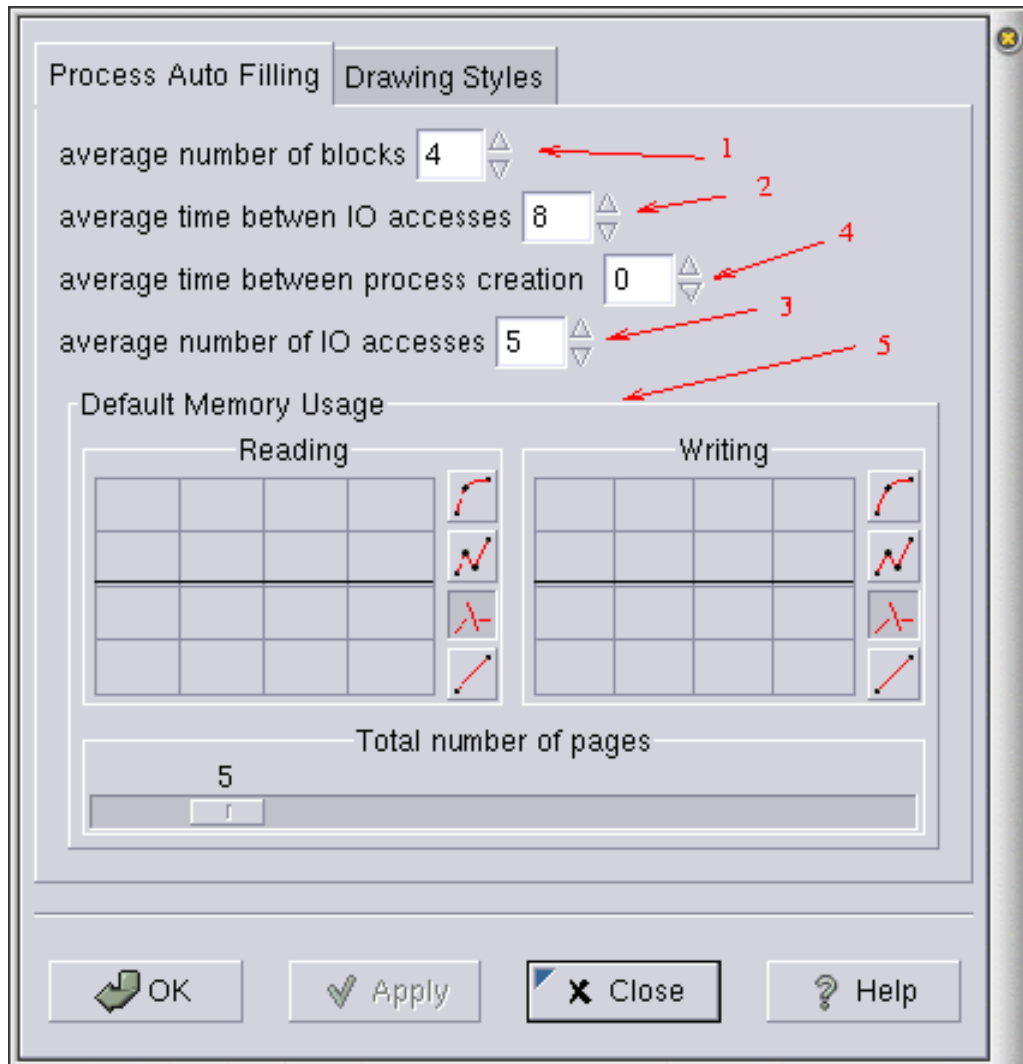 Process Auto Filling
Drawing Styles
average number of blocks 4
1
average time betwen IO accesses 8
2
average time between process creation 0
4
average number of IO accesses 5
3
5
Default Memory Usage
Reading
Writing
Total number of pages
5
OK
Apply
Close
Help